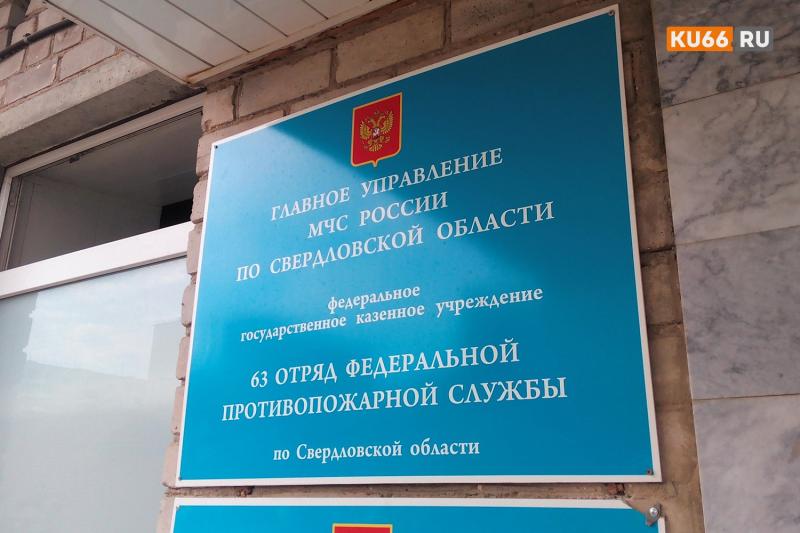 KU66 RU
ГЛАВНОЕ УПРАВЛЕНИЕ
МЧС РОССИИ
ПО СВЕРДЛОВСКОЙ ОБЛАСТИ
федеральное
государственное казенное учреждение
63 ОТРЯД ФЕДЕРАЛЬНОЙ
ПРОТИВОПОЖАРНОЙ СЛУЖБЫ
по Свердловской области